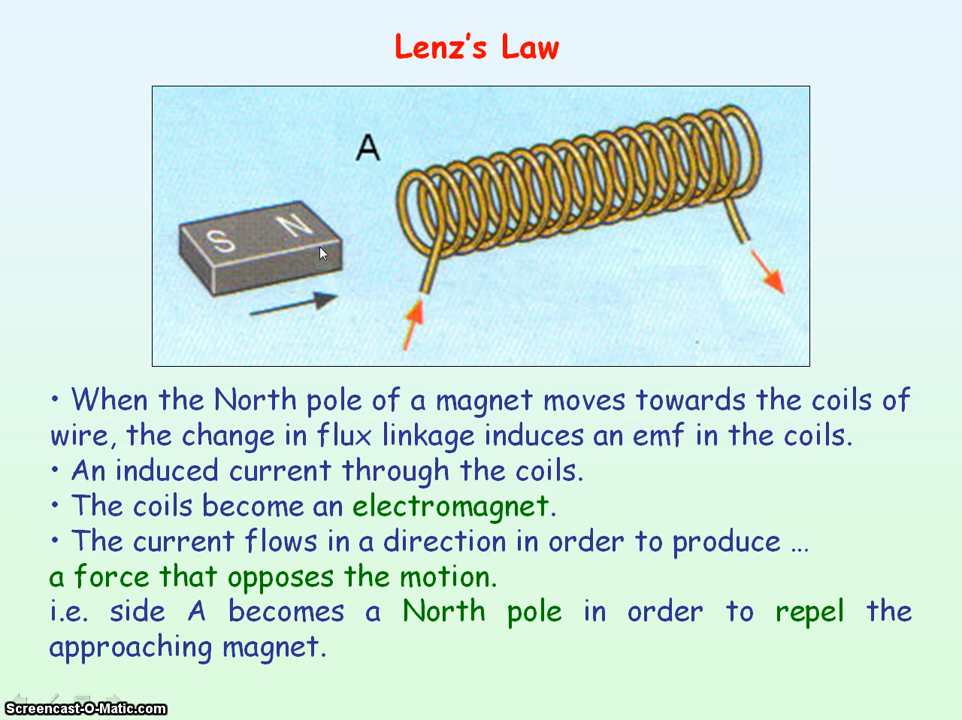 Lenz's Law
A
S N
• When the North pole of a magnet moves towards the coils of
wire, the change in flux linkage induces an emf in the coils.
• An induced current through the coils.
• The coils become an electromagnet.
• The current flows in a direction in order to produce …
a force that opposes the motion.
i.e. side A becomes a North pole in order to repel the
approaching magnet.
Screencast-O-Matic.com